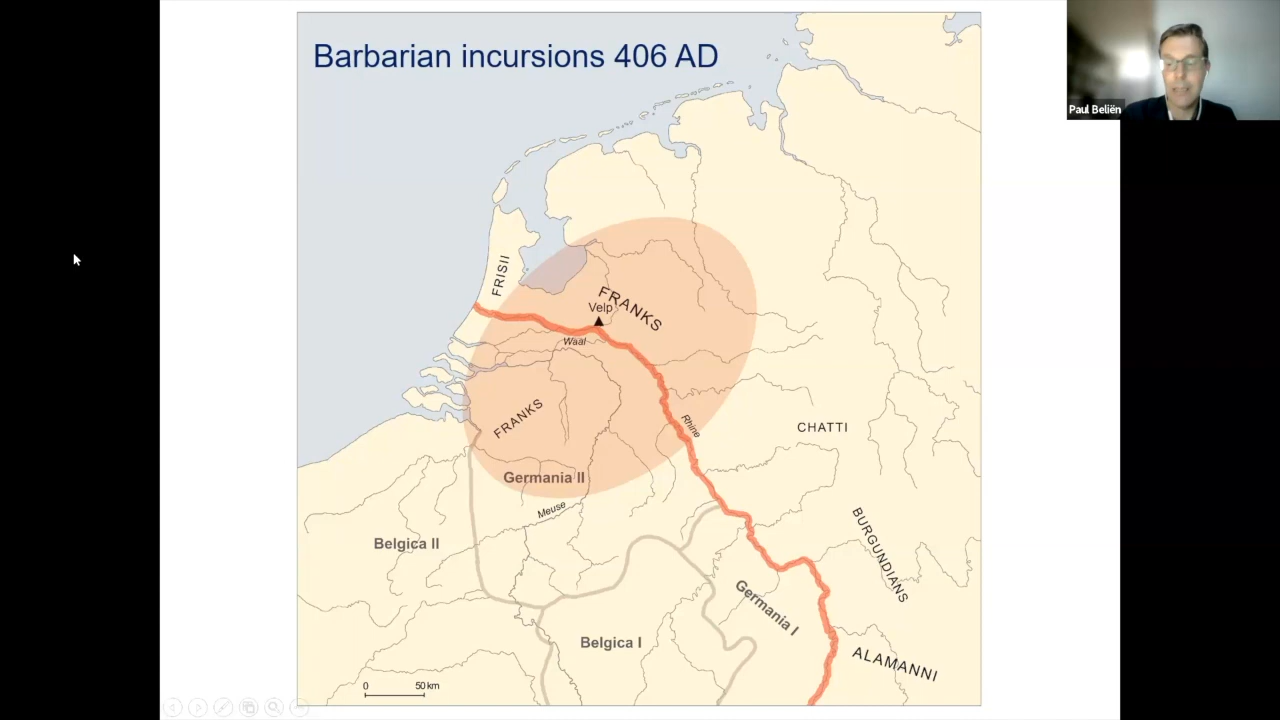 Barbarian incursions 406 AD
Paul Beliën
FRISII
FRANKS
Velp
Waal
FRANKS
Rhine
CHATTI
Germania II
Meuse
Belgica II
BURGUNDIANS
Germania I
Belgica I
ALAMANNI
0 50 km